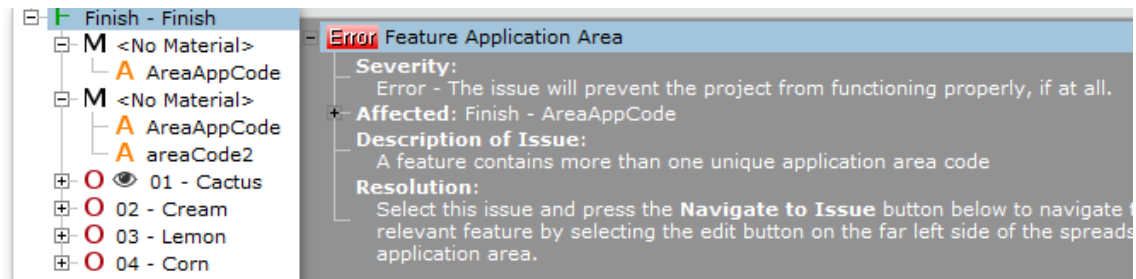 Finish - Finish
M <No Material>
A AreaAppCode
M <No Material>
A AreaAppCode
A areaCode2
O 01 - Cactus
O 02 - Cream
O 03 - Lemon
O 04 - Corn
Error Feature Application Area
Severity:
Error - The issue will prevent the project from functioning properly, if at all.
Affected: Finish - AreaAppCode
Description of Issue:
A feature contains more than one unique application area code
Resolution:
Select this issue and press the Navigate to Issue button below to navigate
relevant feature by selecting the edit button on the far left side of the
application area.